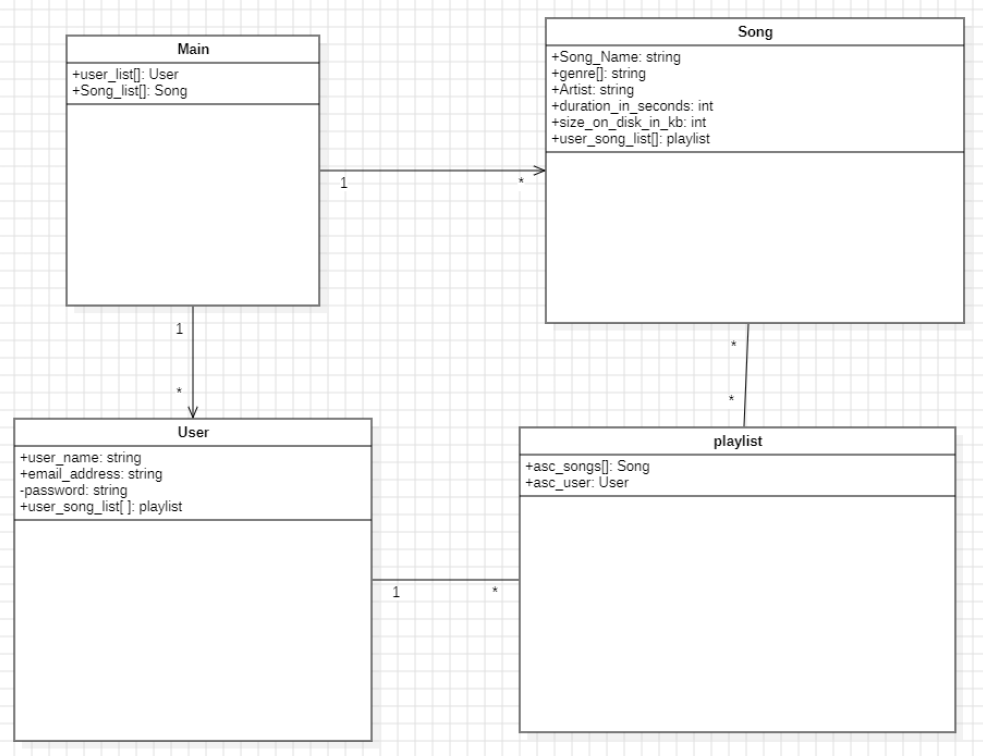 Main
+user_list[]: User
+Song_list[]: Song
Song
+Song_Name: string
+genre[]: string
+Artist: string
+duration_in_seconds: int
+size_on_disk_in_kb: int
+user_song_list[]: playlist
1
*
1
*
*
*
User
+user_name: string
+email_address: string
-password: string
+user_song_list[ ]: playlist
playlist
+asc_songs[]: Song
+asc_user: User
1
*